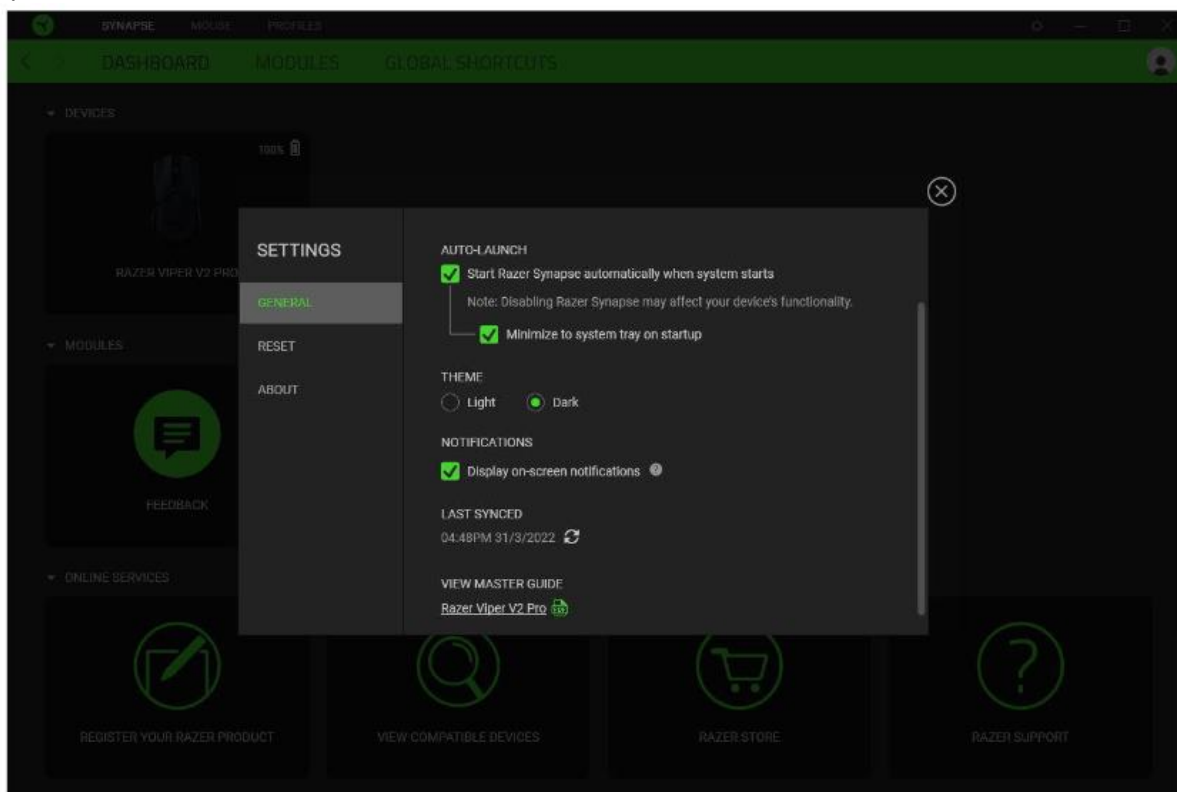 SYNAPSE MOUSE PROFILES
DASHBOARD MODULES GLOBAL SHORTCUTS
DEVICES
100%
RAZER VIPER V2 PRO
MODULES
FEEDBACK
ONLINE SERVICES
REGISTER YOUR RAZER PRODUCT
VIEW COMPATIBLE DEVICES
RAZER STORE
RAZER SUPPORT
SETTINGS
GENERAL
RESET
ABOUT
AUTO-LAUNCH
Start Razer Synapse automatically when system starts
Note: Disabling Razer Synapse may affect your device's functionality.
Minimize to system tray on startup
THEME
Light Dark
NOTIFICATIONS
Display on-screen notifications
LAST SYNCED
04:48PM 31/3/2022
VIEW MASTER GUIDE
Razer Viper V2 Pro